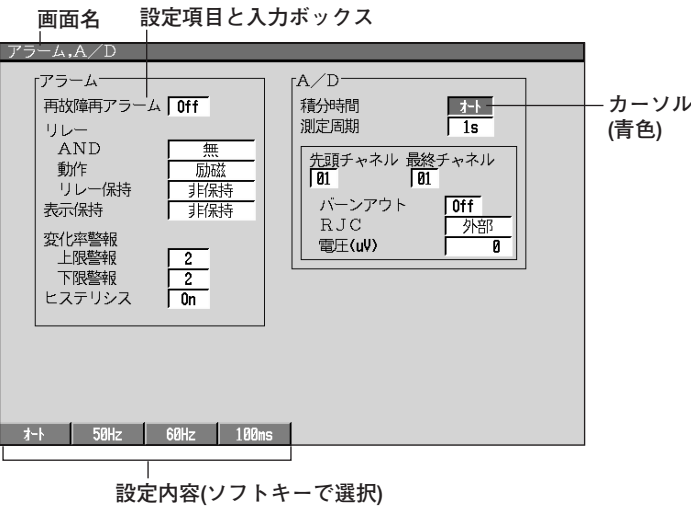 画面名
設定項目と入力ボックス
アラーム,A／D
アラーム
再故障再アラーム Off
リレー
AND 無
動作 励磁
リレー保持 非保持
表示保持 非保持
変化率警報
上限警報 2
下限警報 2
ヒステリシス On
A／D
積分時間 ｵｰﾄ
測定周期 1s
先頭チャネル 最終チャネル
01 01
バーンアウト Off
RJC 外部
電圧(uV) 0
カーソル
(青色)
ｵｰﾄ 50Hz 60Hz 100ms
設定内容(ソフトキーで選択)